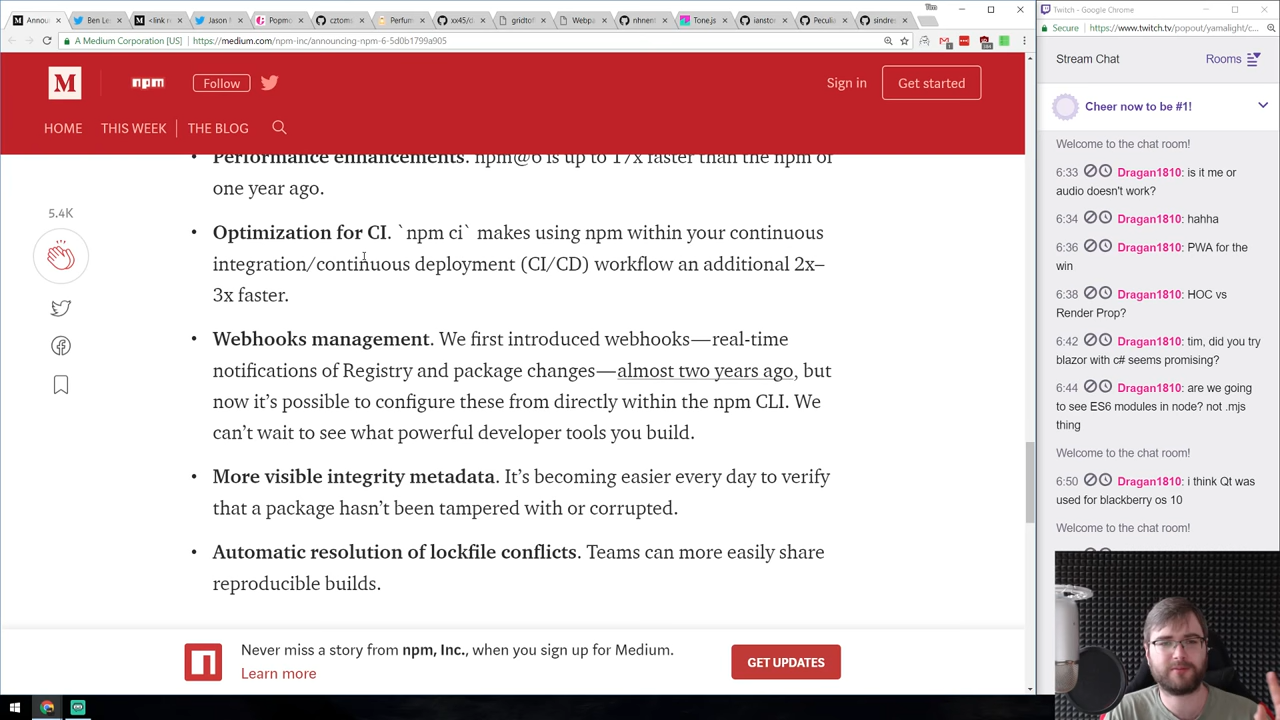 Announ
Ben Le
<link r
Jason
Popmo
cztom
Perfum
xx45/d
gridtof
Webpa
nhnent
Tone.js
ianstor
Peculia
sindres
Tim
A Medium Corporation [US]
https://medium.com/npm-inc/announcing-npm-6-5d0b1799a905
M
npm
Follow
Sign in
Get started
HOME
THIS WEEK
THE BLOG
• Performance enhancements. npm@6 is up to 17x faster than the npm of
one year ago.
5.4K
• Optimization for CI. `npm ci` makes using npm within your continuous
integration/continuous deployment (CI/CD) workflow an additional 2x–
3x faster.
• Webhooks management. We first introduced webhooks—real-time
notifications of Registry and package changes—almost two years ago, but
now it’s possible to configure these from directly within the npm CLI. We
can’t wait to see what powerful developer tools you build.
• More visible integrity metadata. It’s becoming easier every day to verify
that a package hasn’t been tampered with or corrupted.
• Automatic resolution of lockfile conflicts. Teams can more easily share
reproducible builds.
Never miss a story from npm, Inc., when you sign up for Medium.
Learn more
GET UPDATES
Twitch - Google Chrome
Secure
https://www.twitch.tv/popout/yamalight/c...
Stream Chat
Rooms
Cheer now to be #1!
Welcome to the chat room!
6:33 Dragan1810: is it me or
audio doesn't work?
6:34 Dragan1810: hahha
6:36 Dragan1810: PWA for the
win
6:38 Dragan1810: HOC vs
Render Prop?
6:42 Dragan1810: tim, did you try
blazor with c# seems promising?
6:44 Dragan1810: are we going
to see ES6 modules in node? not .mjs
thing
Welcome to the chat room!
6:50 Dragan1810: i think Qt was
used for blackberry os 10
Welcome to the chat room!